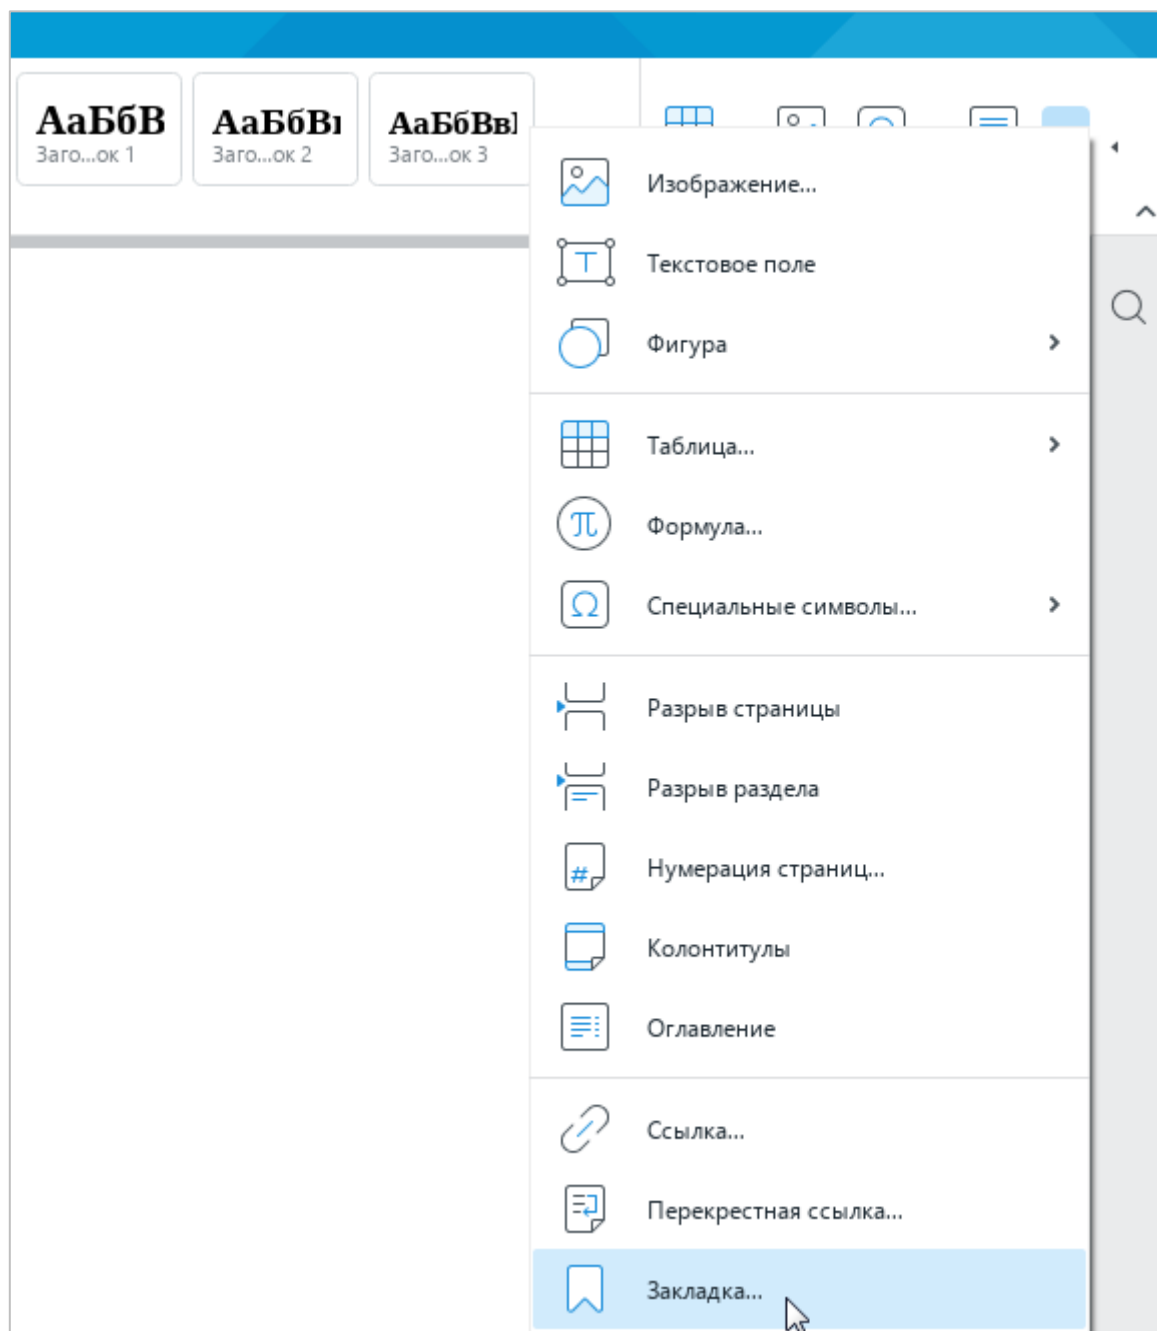 АаБбВ
Заго...ок 1
АаБбВı
Заго...ок 2
АаБбВв
Заго...ок 3
Изображение...
Текстовое поле
Фигура
Таблица...
Формула...
Специальные символы...
Разрыв страницы
Разрыв раздела
Нумерация страниц...
Колонтитулы
Оглавление
Ссылка...
Перекрестная ссылка...
Закладка...